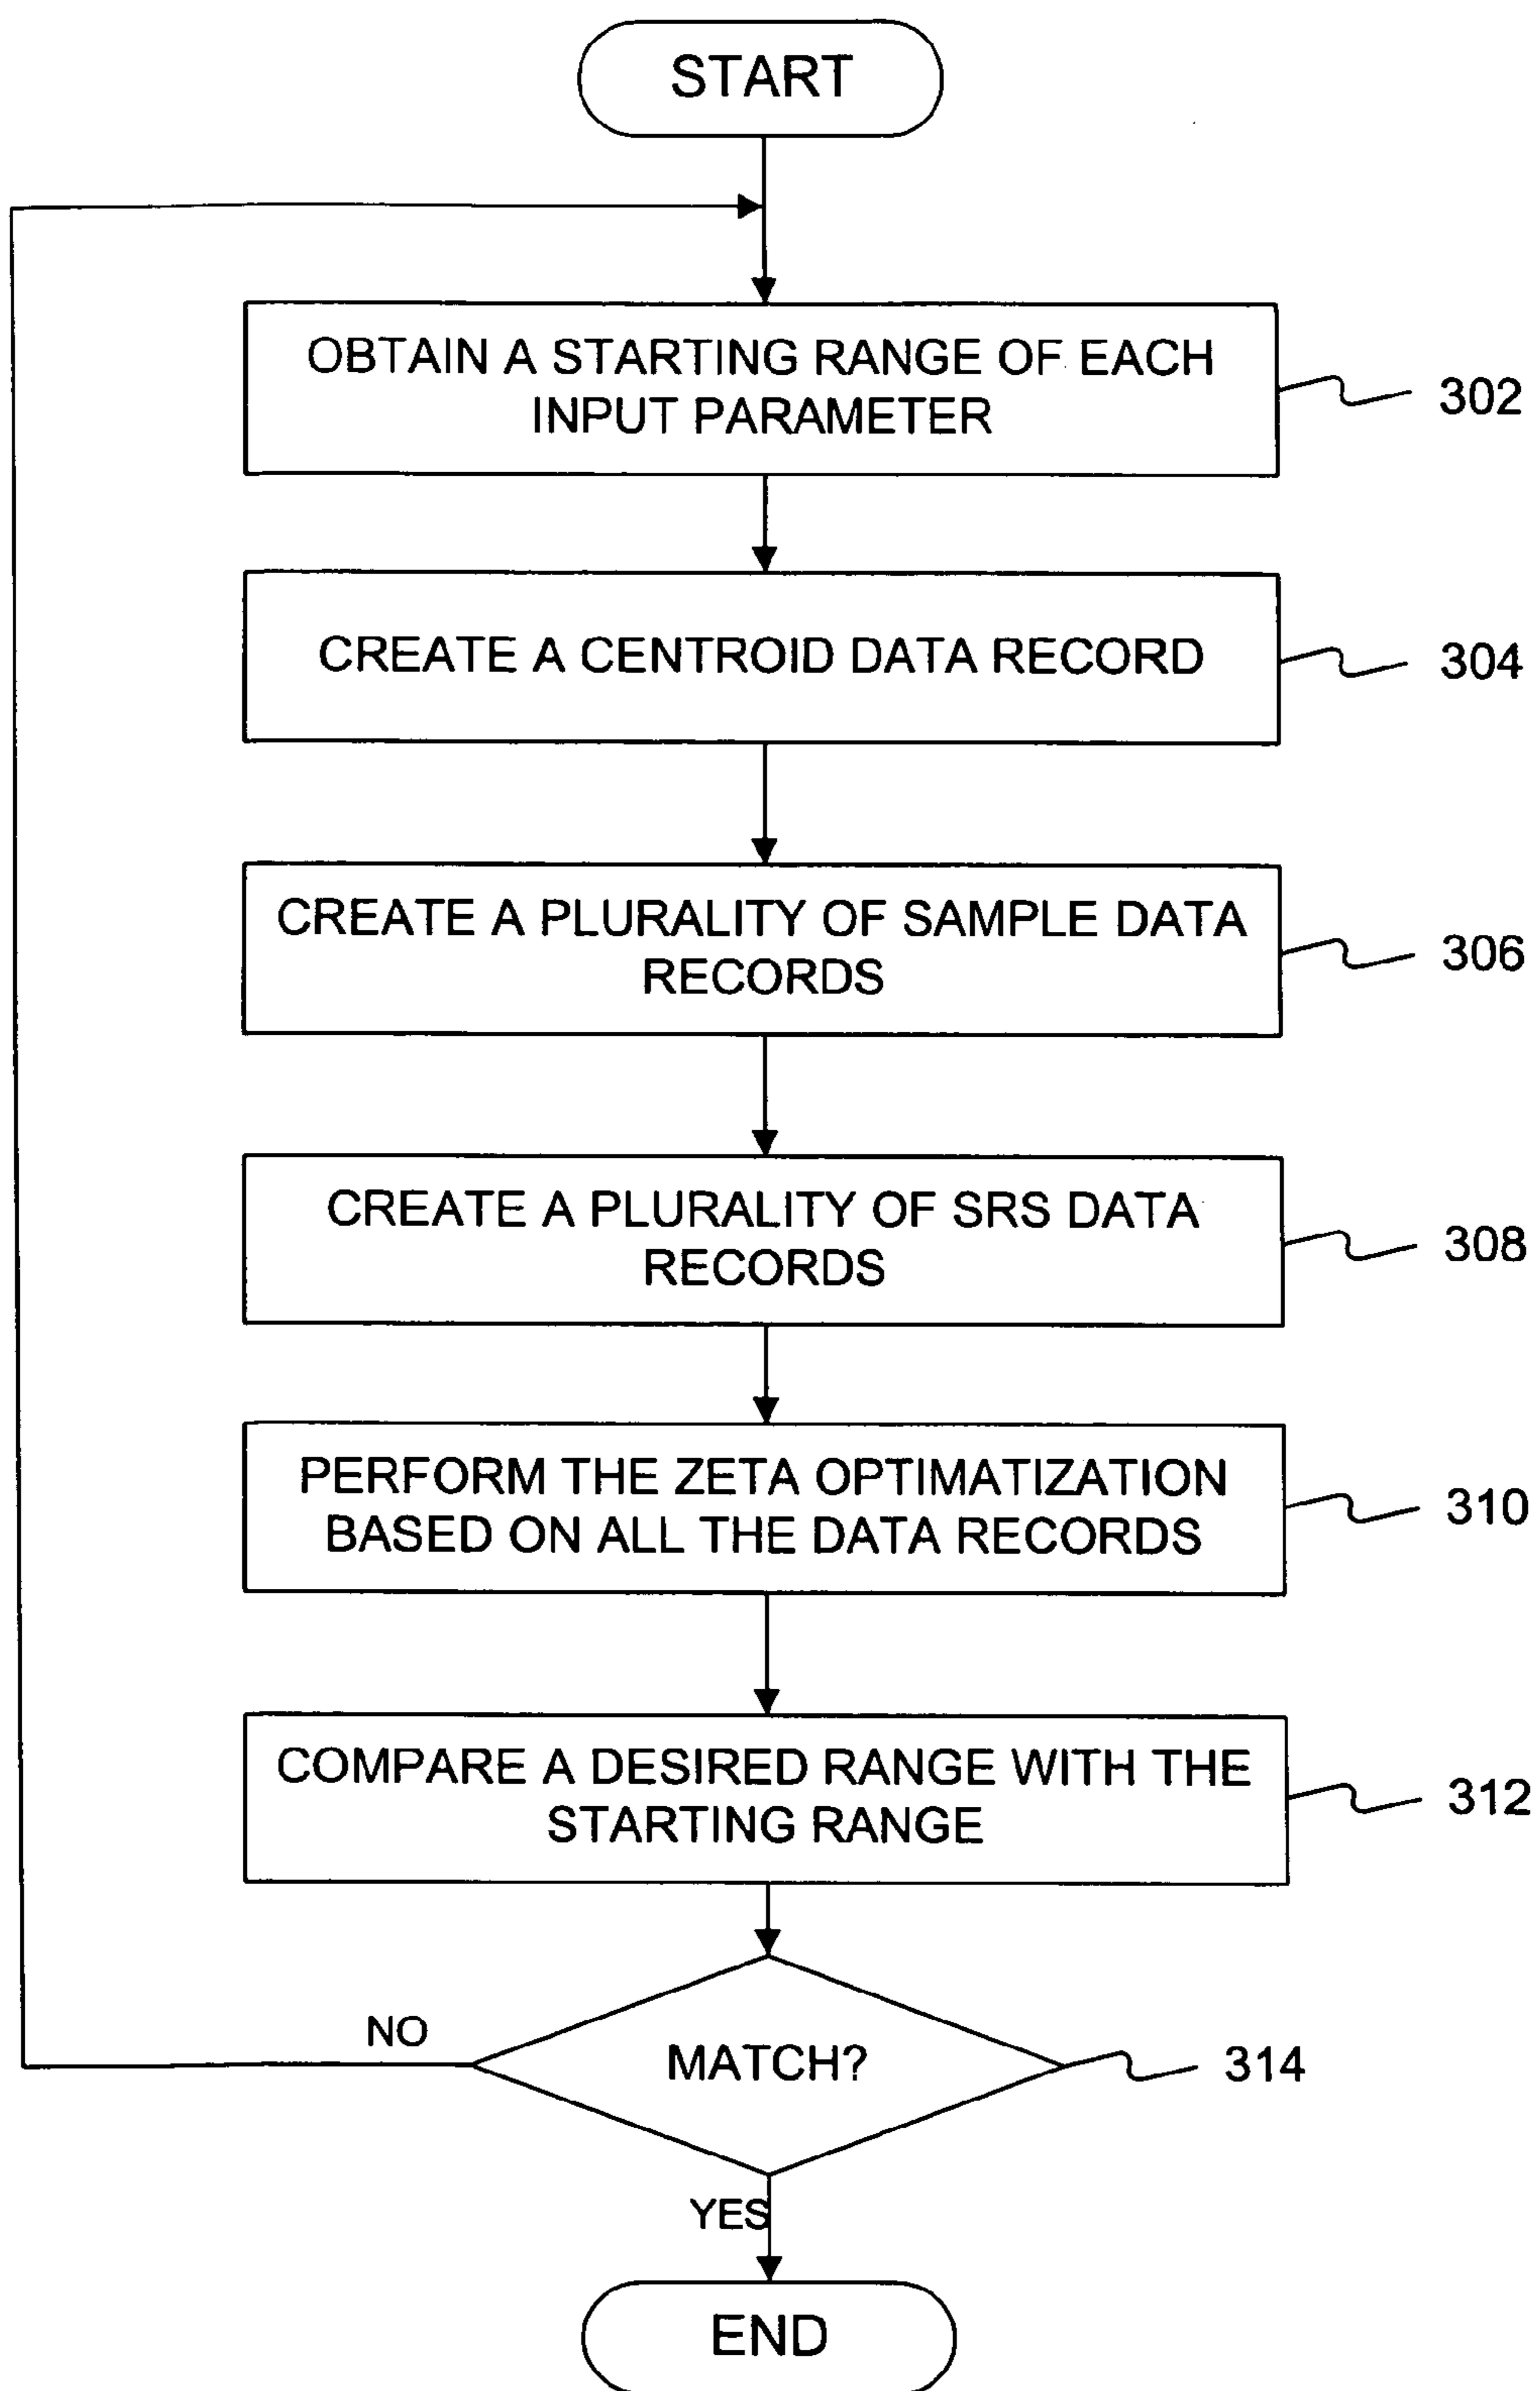 START
OBTAIN A STARTING RANGE OF EACH
INPUT PARAMETER
302
CREATE A CENTROID DATA RECORD
304
CREATE A PLURALITY OF SAMPLE DATA
RECORDS
306
CREATE A PLURALITY OF SRS DATA
RECORDS
308
PERFORM THE ZETA OPTIMATIZATION
BASED ON ALL THE DATA RECORDS
310
COMPARE A DESIRED RANGE WITH THE
STARTING RANGE
312
NO
MATCH?
314
YES
END